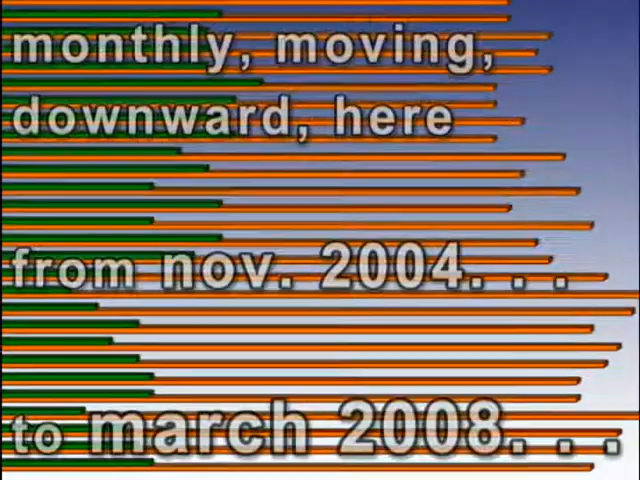 monthly, moving,
downward, here
from nov. 2004. . .
to march 2008. . .